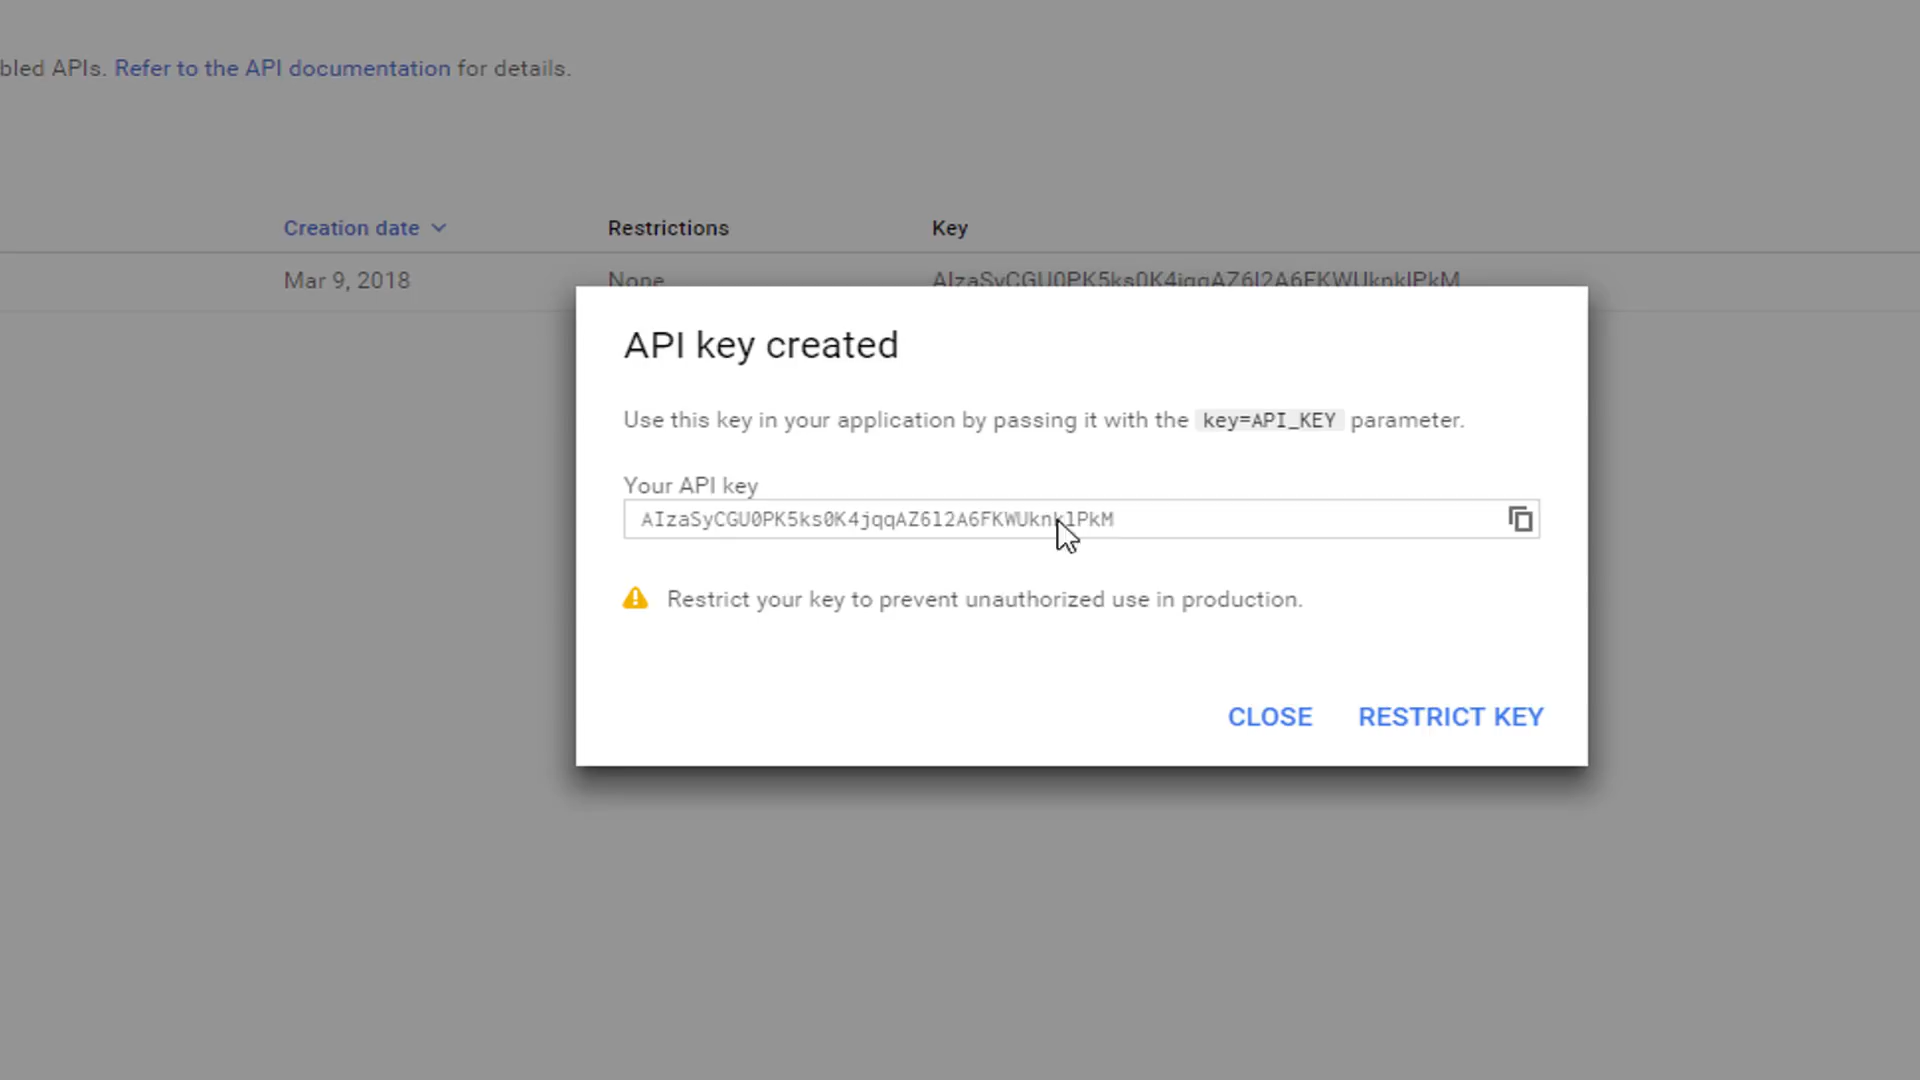 bled APIs. Refer to the API documentation for details.
Creation date Restrictions Key
Mar 9, 2018 None AIzaSyCGU0PK5ks0K4jqqAZ6l2A6FKWUknklPkM
API key created
Use this key in your application by passing it with the key=API_KEY parameter.
Your API key
AIzaSyCGU0PK5ks0K4jqqAZ6l2A6FKWUknklPkM
Restrict your key to prevent unauthorized use in production.
CLOSE RESTRICT KEY